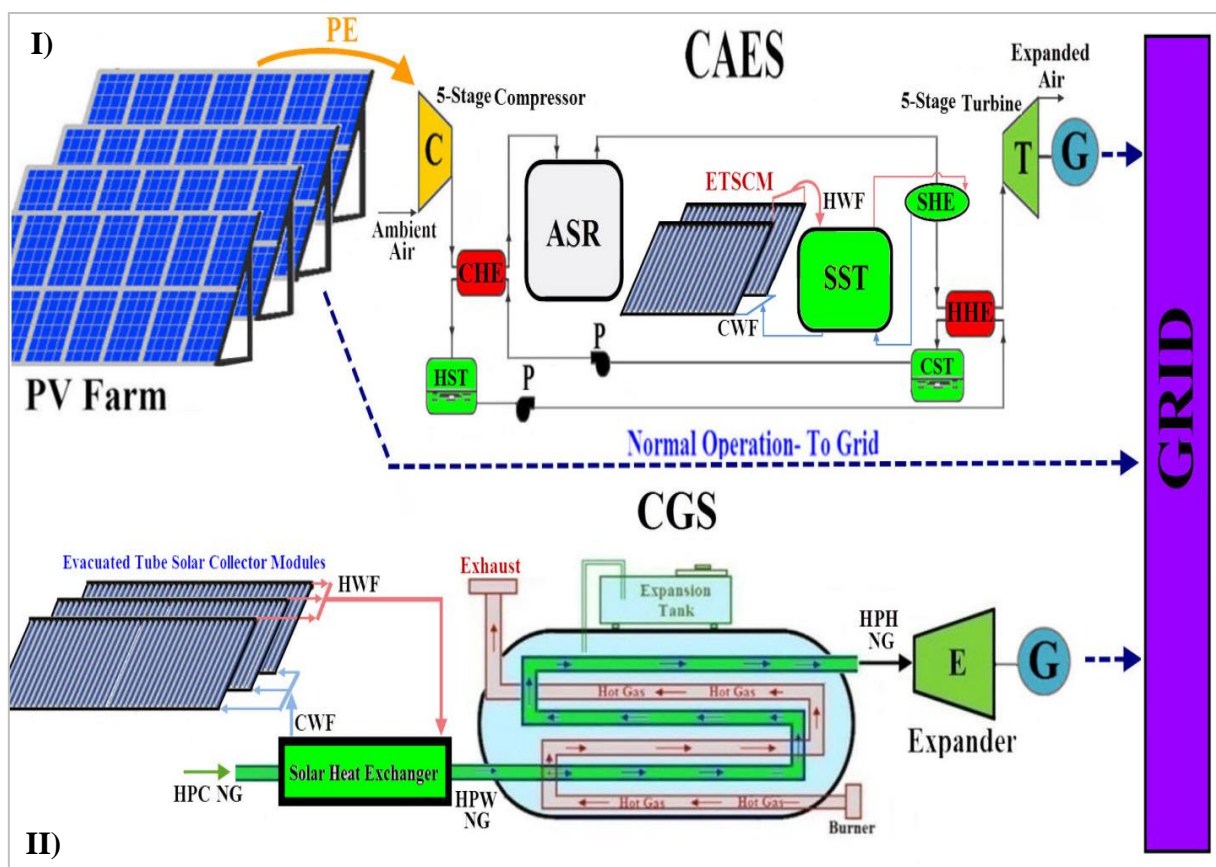 I)
PE
CAES
Expanded
Air
5-Stage Compressor
5-Stage Turbine
C
T
G
ETSCM
HWF
SHE
Ambient
Air
ASR
CHE
SST
HHE
CWF
P
P
HST
CST
PV Farm
Normal Operation- To Grid
GRID
CGS
Evacuated Tube Solar Collector Modules
HWF
Exhaust
Expansion
Tank
HPH
NG
E
G
Hot Gas
Hot Gas
CWF
Expander
Solar Heat Exchanger
HPC NG
HPW
NG
Hot Gas
Hot Gas
Burner
II)